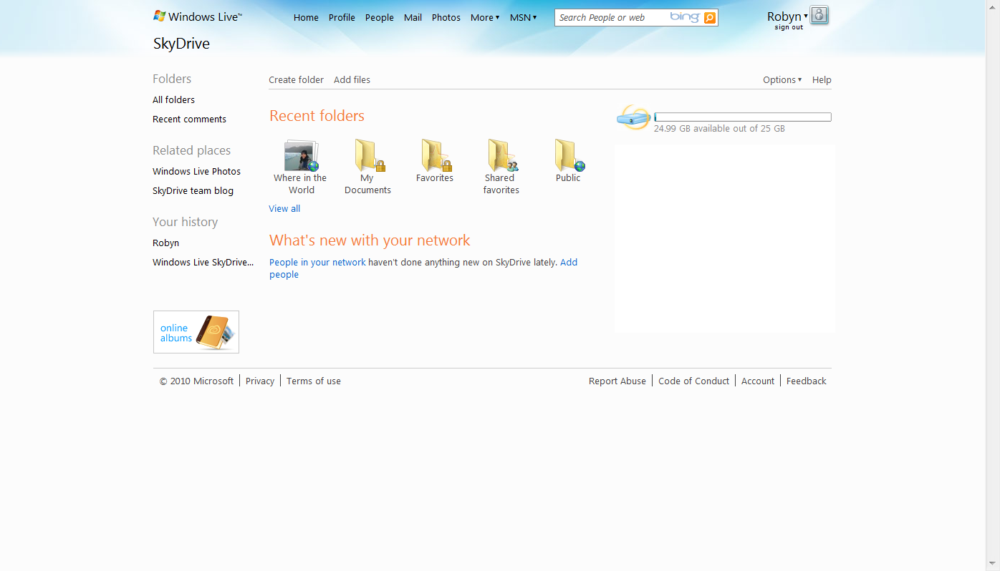 Windows Live™
Home Profile People Mail Photos More MSN
Search People or web bing
Robyn
sign out
SkyDrive
Folders
All folders
Recent comments
Related places
Windows Live Photos
SkyDrive team blog
Your history
Robyn
Windows Live SkyDrive...
online
albums
Create folder Add files
Options Help
Recent folders
Where in the
World
My
Documents
Favorites
Shared
favorites
Public
View all
24.99 GB available out of 25 GB
What's new with your network
People in your network haven't done anything new on SkyDrive lately. Add
people
© 2010 Microsoft Privacy Terms of use
Report Abuse Code of Conduct Account Feedback